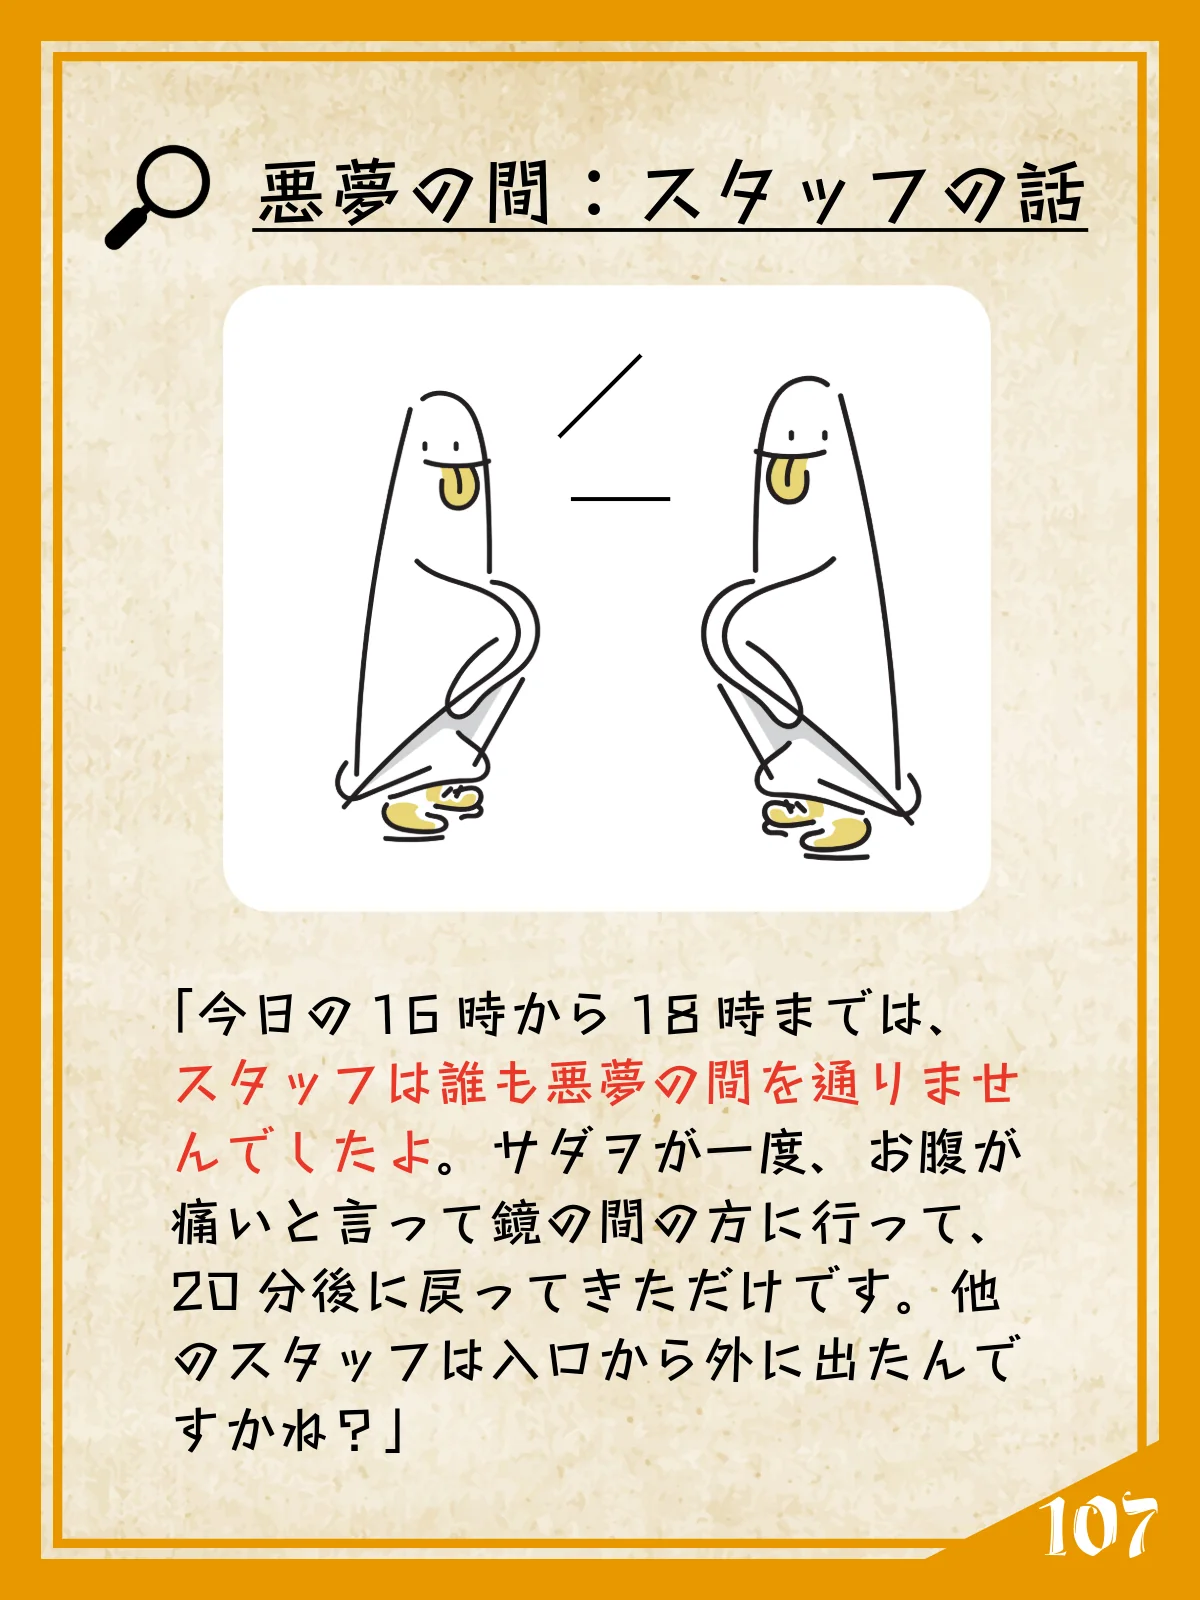 悪夢の間：スタッフの話
「今日の16時から18時までは、
スタッフは誰も悪夢の間を通りませ
んでしたよ。サダヲが一度、お腹が
痛いと言って鏡の間の方に行って、
20分後に戻ってきただけです。他
のスタッフは入口から外に出たんで
すかね？」
107